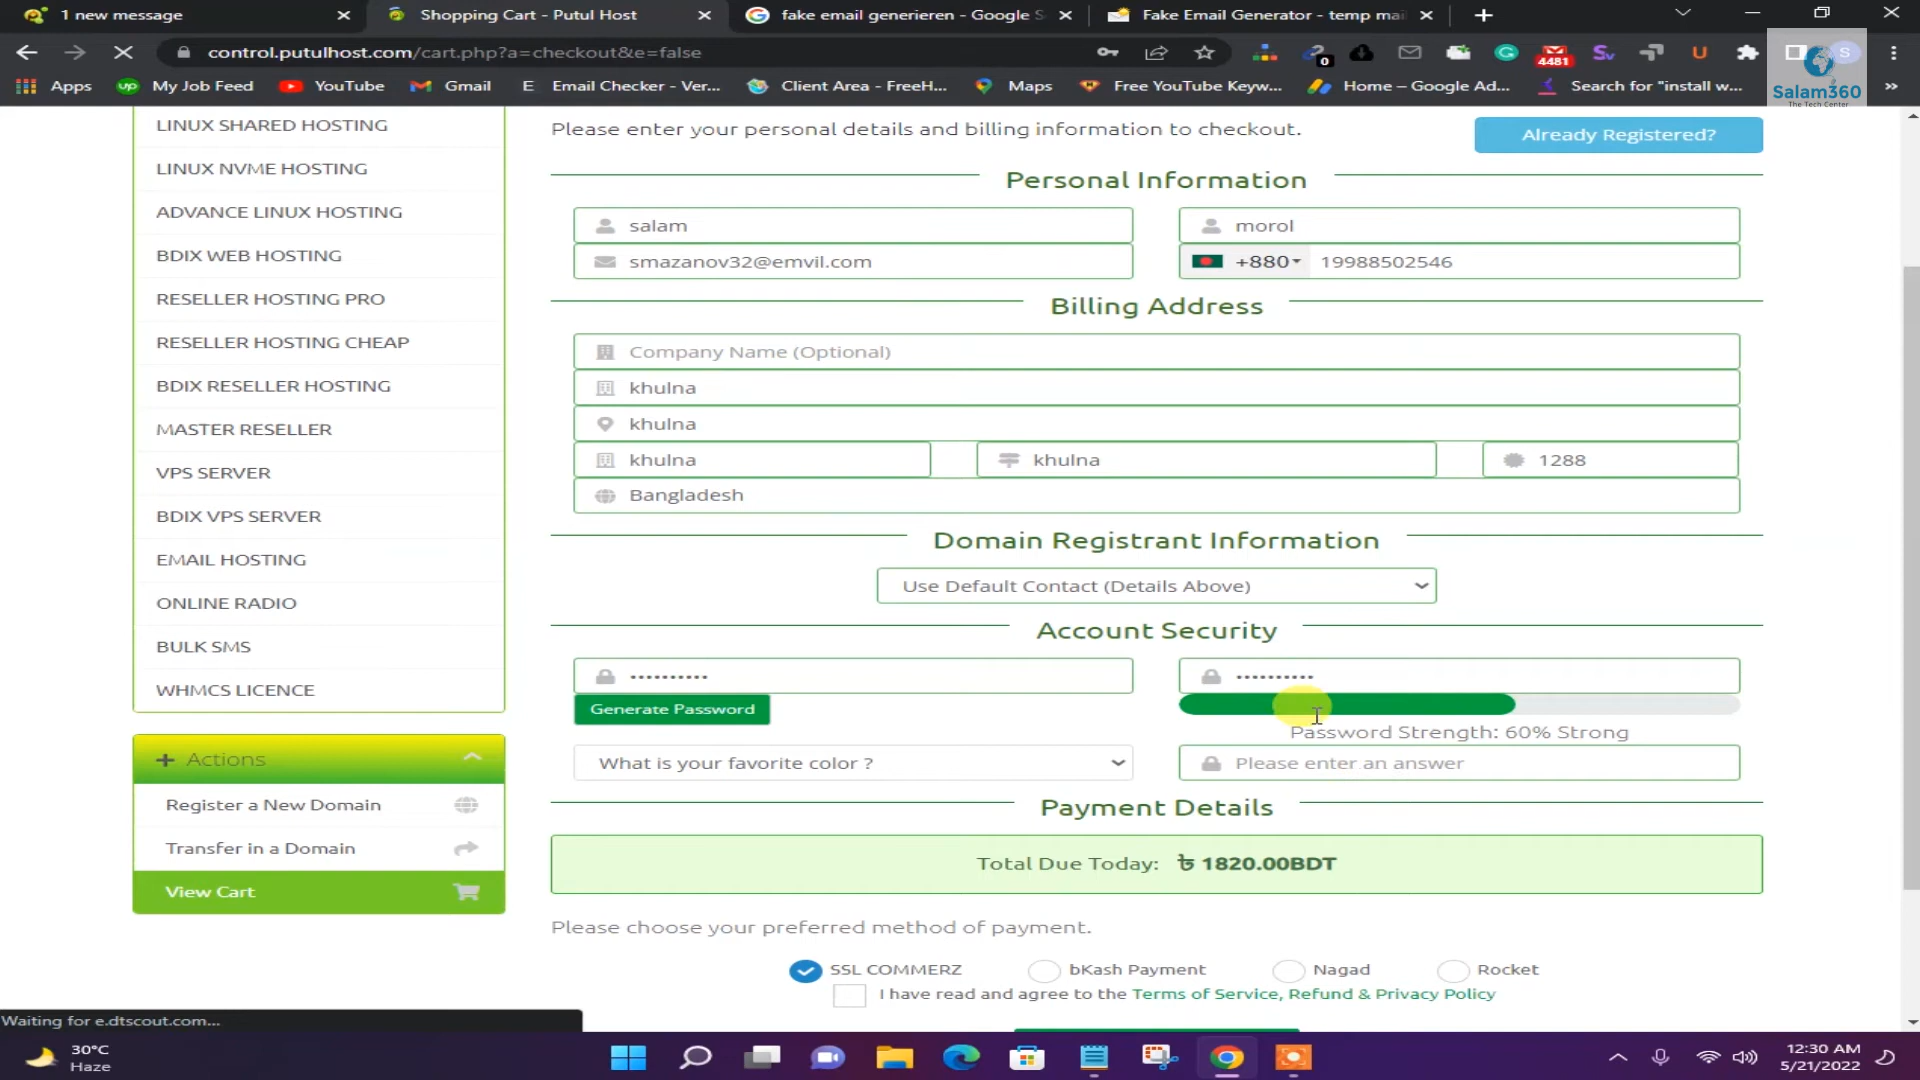 1 new message
Shopping Cart - Putul Host
fake email generieren - Google S
Fake Email Generator - temp mai
control.putulhost.com/cart.php?a=checkout&e=false
0
4481
S
Apps
My Job Feed
YouTube
Gmail
E Email Checker - Ver...
Client Area - FreeH...
Maps
Free YouTube Keyw...
Home – Google Ad...
Search for "install w...
»
Salam360
The Tech Center
LINUX SHARED HOSTING
LINUX NVME HOSTING
ADVANCE LINUX HOSTING
BDIX WEB HOSTING
RESELLER HOSTING PRO
RESELLER HOSTING CHEAP
BDIX RESELLER HOSTING
MASTER RESELLER
VPS SERVER
BDIX VPS SERVER
EMAIL HOSTING
ONLINE RADIO
BULK SMS
WHMCS LICENCE
Actions
Register a New Domain
Transfer in a Domain
View Cart
Please enter your personal details and billing information to checkout.
Already Registered?
Personal Information
salam
morol
smazanov32@emvil.com
+880 19988502546
Billing Address
Company Name (Optional)
khulna
khulna
khulna
khulna
1288
Bangladesh
Domain Registrant Information
Use Default Contact (Details Above)
Account Security
••••••••••
••••••••••
Generate Password
Password Strength: 60% Strong
What is your favorite color ?
Please enter an answer
Payment Details
Total Due Today: ৳ 1820.00BDT
Please choose your preferred method of payment.
SSL COMMERZ
bKash Payment
Nagad
Rocket
I have read and agree to the Terms of Service, Refund & Privacy Policy
Waiting for e.dtscout.com...
30°C
Haze
12:30 AM
5/21/2022